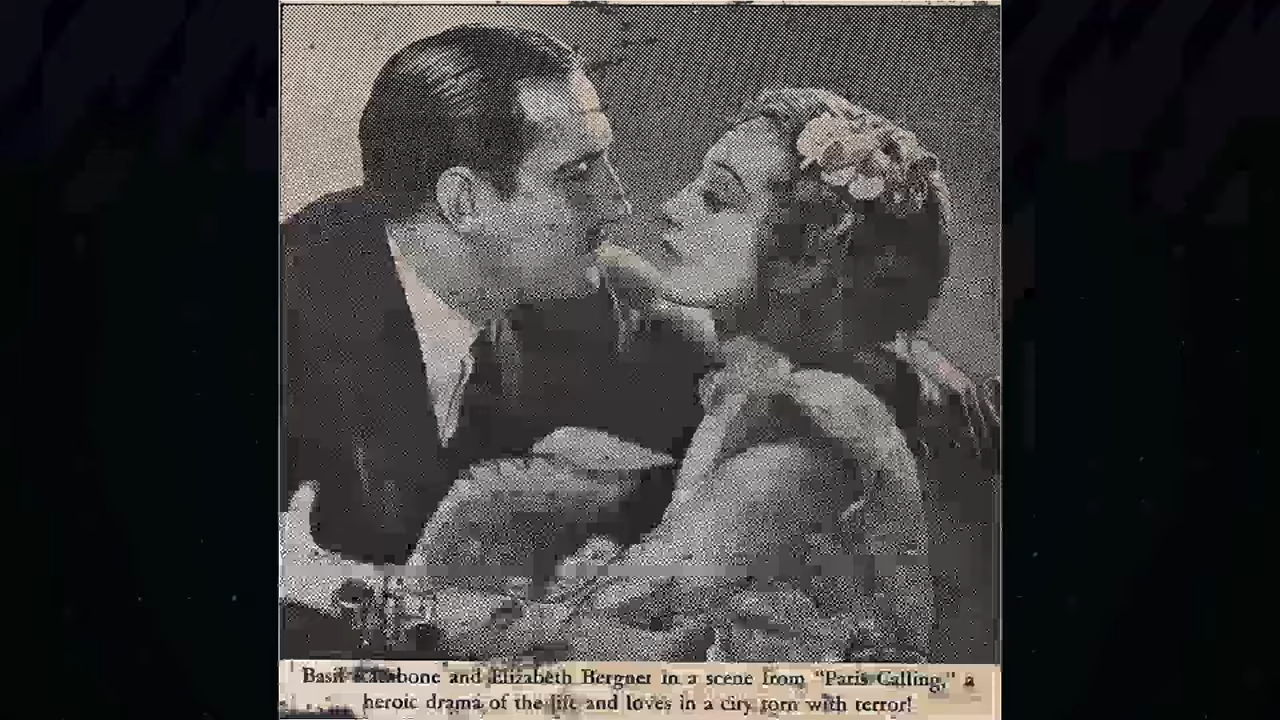 Basil Rathbone and Elizabeth Bergner in a scene from "Paris Calling," a
heroic drama of the life and loves in a city torn with terror!